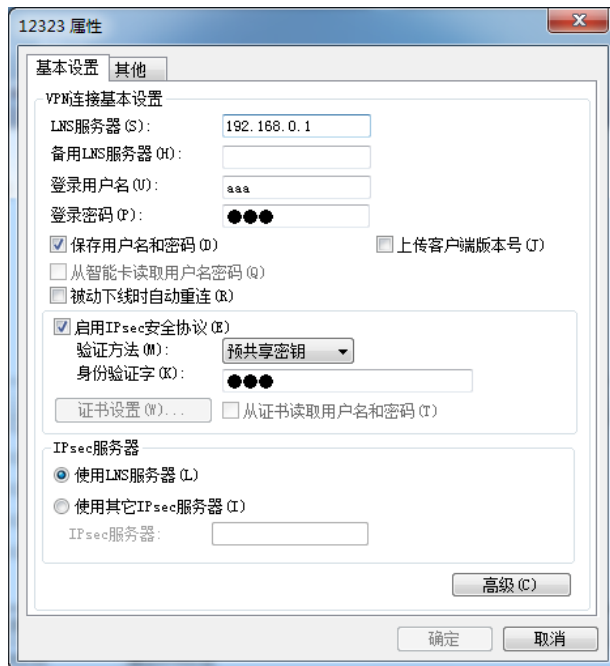 12323 属性
基本设置 其他
VPN连接基本设置
LNS服务器(S): 192.168.0.1
备用LNS服务器(H):
登录用户名(U): aaa
登录密码(P): ●●●
保存用户名和密码(D) 上传客户端版本号(J)
从智能卡读取用户名密码(Q)
被动下线时自动重连(R)
启用IPsec安全协议(E)
验证方法(M): 预共享密钥
身份验证字(K): ●●●
证书设置(W)... 从证书读取用户名和密码(T)
IPsec服务器
使用LNS服务器(L)
使用其它IPsec服务器(I)
IPsec服务器:
高级(C)
确定 取消